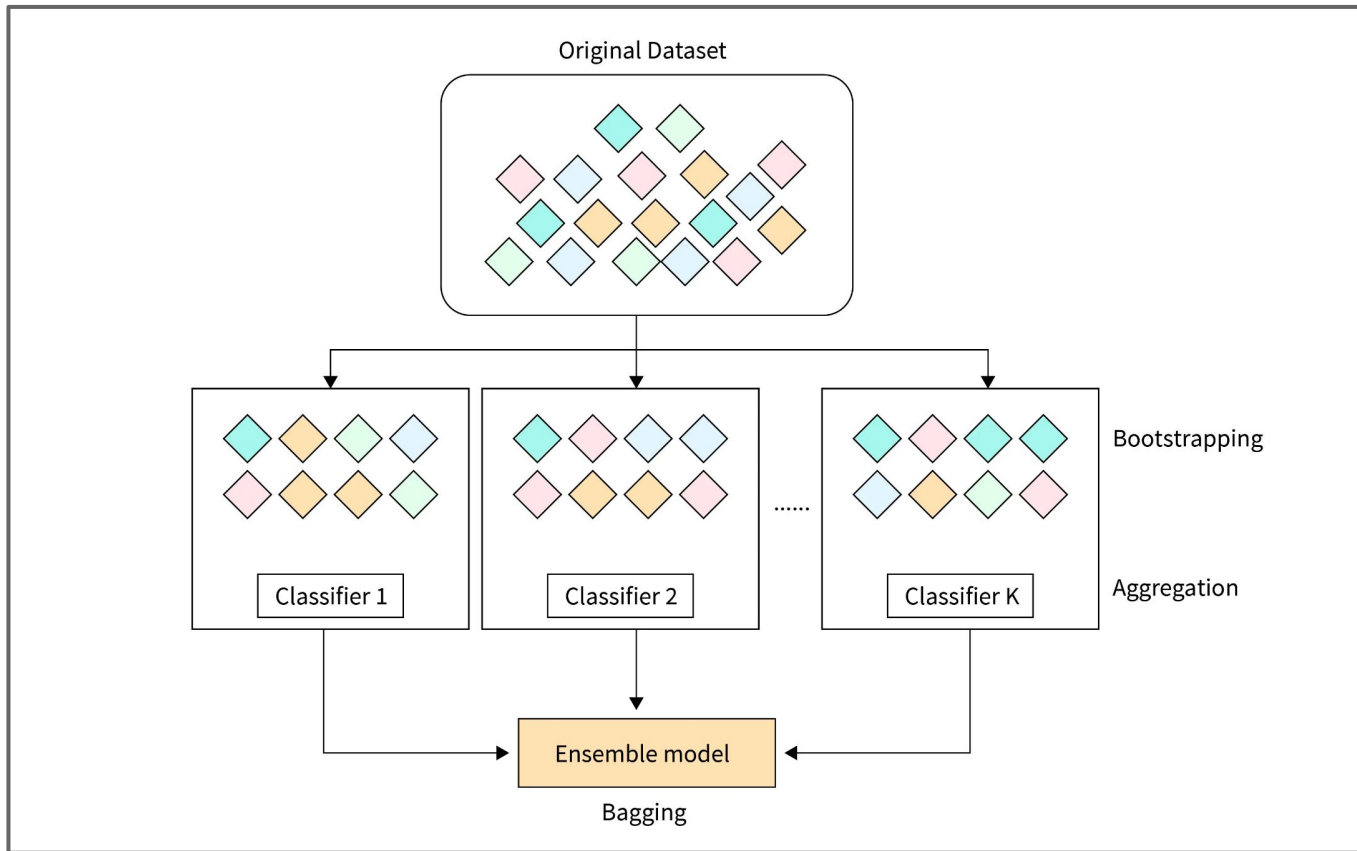 Original Dataset
Bootstrapping
......
Classifier 1
Classifier 2
Classifier K
Aggregation
Ensemble model
Bagging